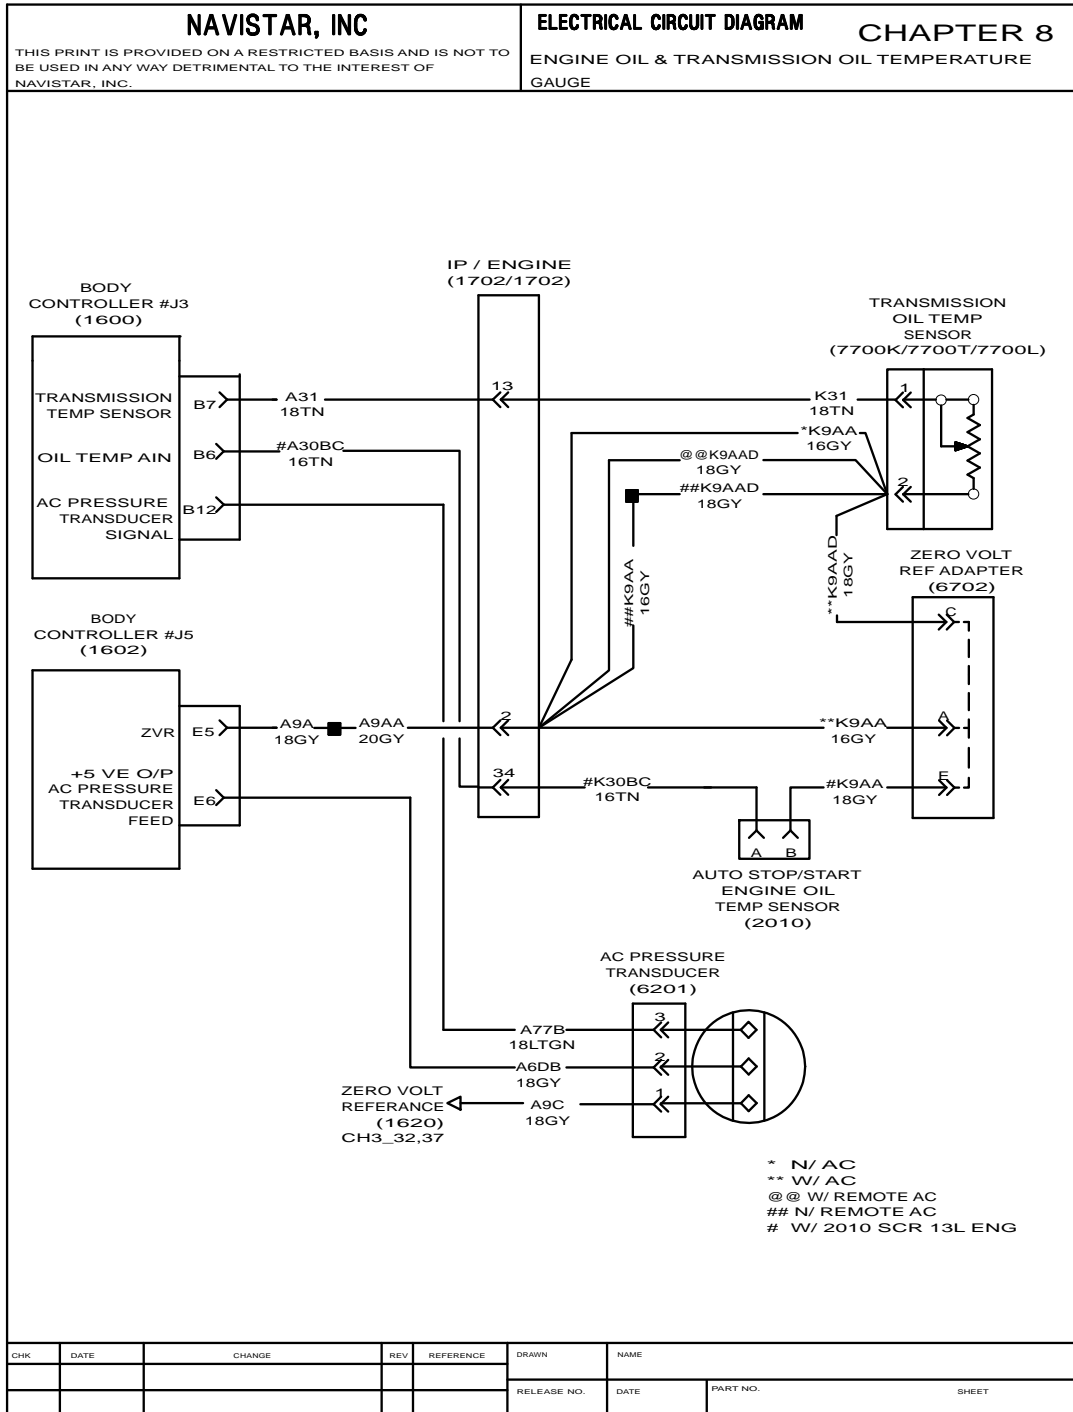 NAVISTAR, INC
THIS PRINT IS PROVIDED ON A RESTRICTED BASIS AND IS NOT TO
BE USED IN ANY WAY DETRIMENTAL TO THE INTEREST OF
NAVISTAR, INC.
ELECTRICAL CIRCUIT DIAGRAM
CHAPTER 8
ENGINE OIL & TRANSMISSION OIL TEMPERATURE
GAUGE
IP / ENGINE
(1702/1702)
BODY
CONTROLLER #J3
(1600)
TRANSMISSION
OIL TEMP
SENSOR
(7700K/7700T/7700L)
TRANSMISSION
TEMP SENSOR
B7
A31
18TN
13
K31
18TN
1
OIL TEMP AIN
B6
#A30BC
16TN
*K9AA
16GY
@@K9AAD
18GY
##K9AAD
18GY
2
AC PRESSURE
TRANSDUCER
SIGNAL
B12
##K9AA
16GY
**K9AAD
18GY
ZERO VOLT
REF ADAPTER
(6702)
C
BODY
CONTROLLER #J5
(1602)
ZVR
E5
A9A
18GY
A9AA
20GY
2
**K9AA
16GY
A
+5 VE O/P
AC PRESSURE
TRANSDUCER
FEED
E6
34
#K30BC
16TN
#K9AA
18GY
E
A
B
AUTO STOP/START
ENGINE OIL
TEMP SENSOR
(2010)
AC PRESSURE
TRANSDUCER
(6201)
A77B
18LTGN
3
A6DB
18GY
2
ZERO VOLT
REFERANCE
(1620)
CH3_32,37
A9C
18GY
1
* N/ AC
** W/ AC
@@ W/ REMOTE AC
## N/ REMOTE AC
# W/ 2010 SCR 13L ENG
CHK
DATE
CHANGE
REV
REFERENCE
DRAWN
NAME
RELEASE NO.
DATE
PART NO.
SHEET